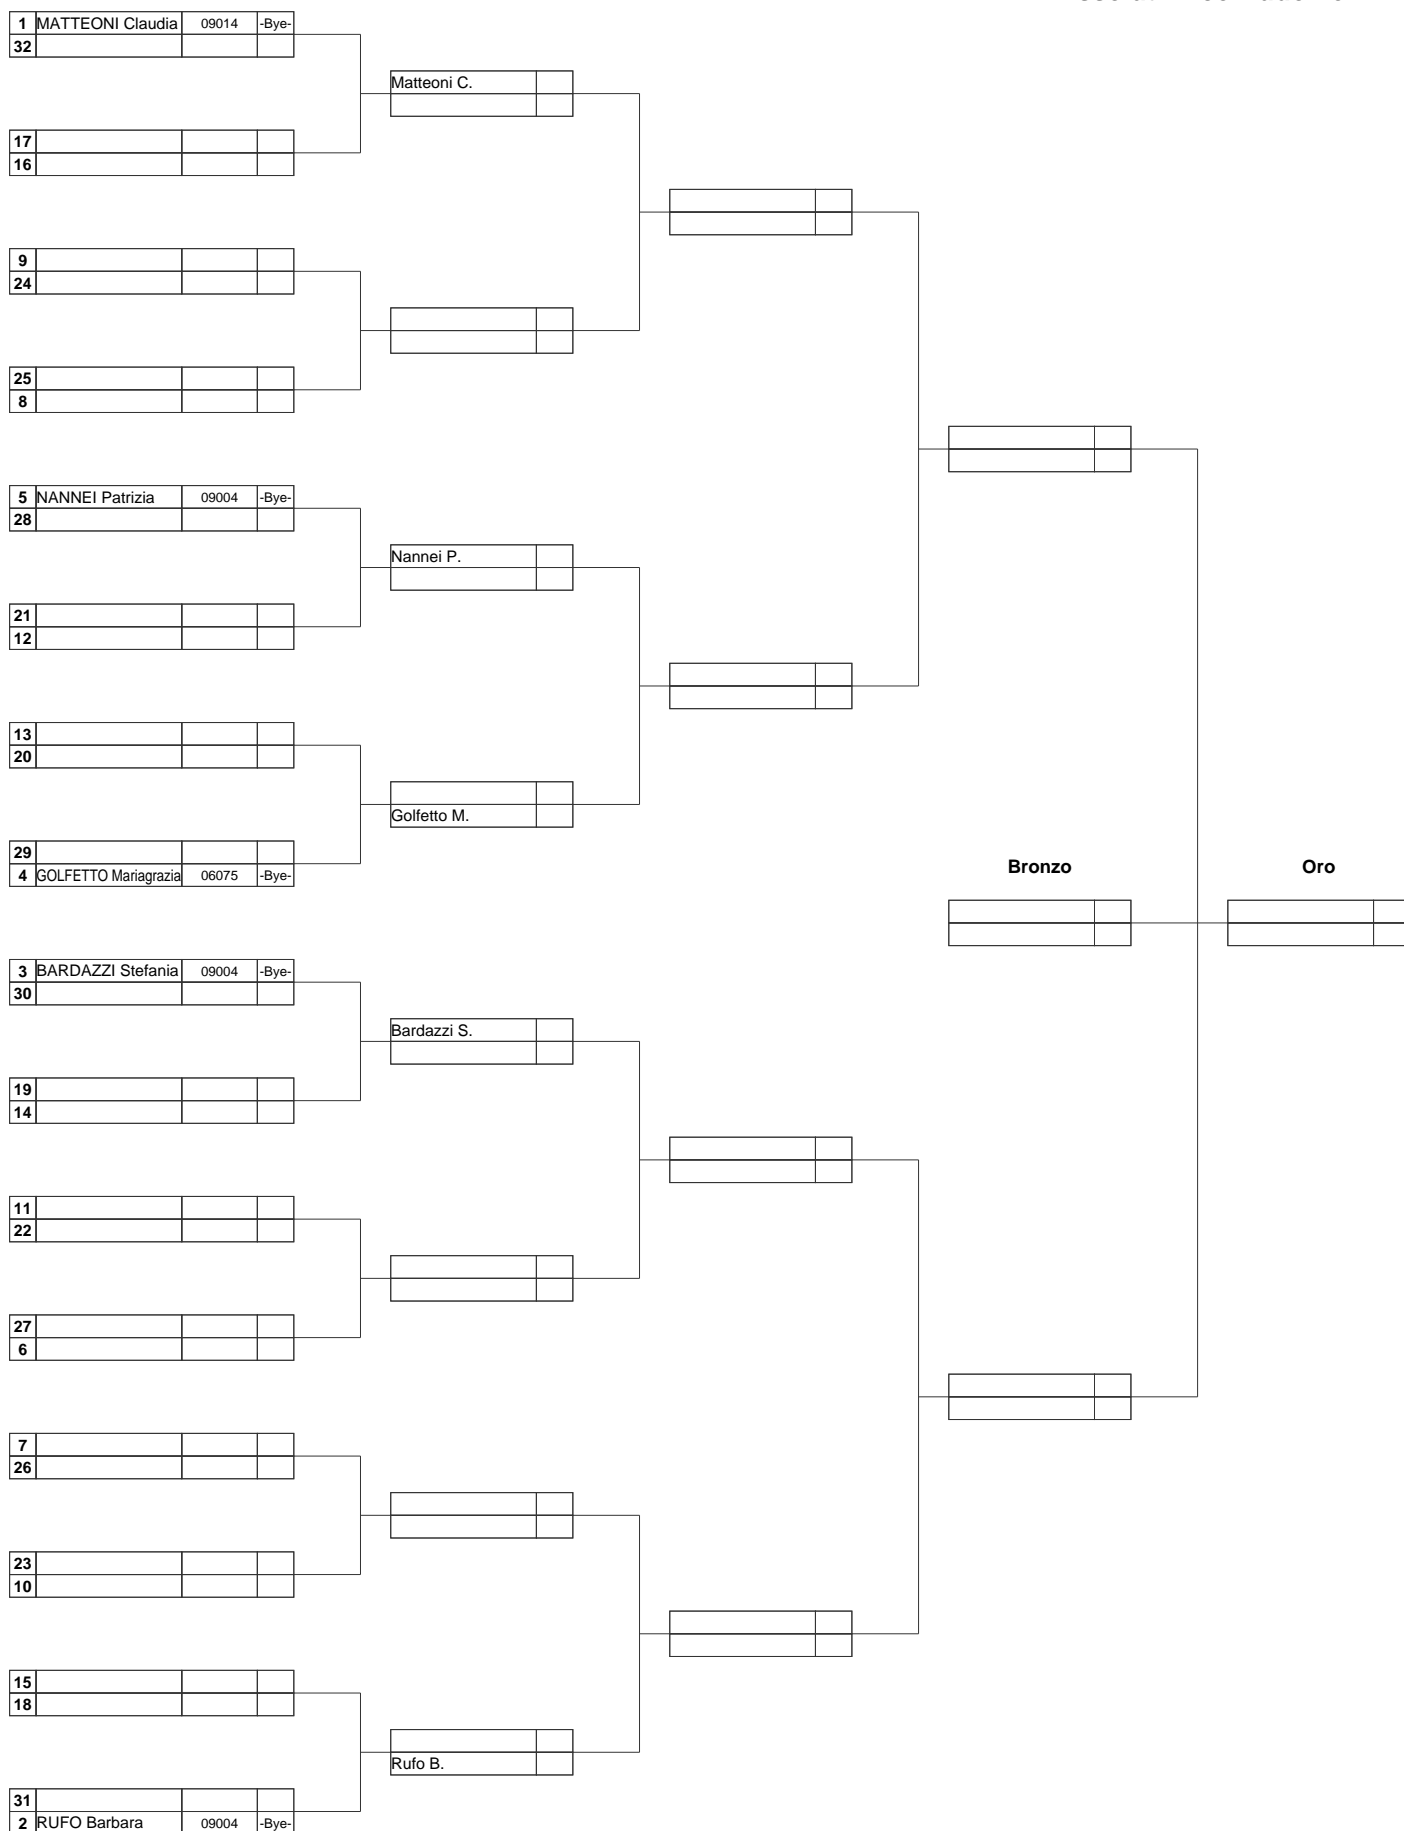 1 MATTEONI Claudia 09014 -Bye-
32
Matteoni C.
17
16
9
24
25
8
5 NANNEI Patrizia 09004 -Bye-
28
Nannei P.
21
12
13
20
Golfetto M.
29
4 GOLFETTO Mariagrazia 06075 -Bye-
Bronzo Oro
3 BARDAZZI Stefania 09004 -Bye-
30
Bardazzi S.
19
14
11
22
27
6
7
26
23
10
15
18
Rufo B.
31
2 RUFO Barbara 09004 -Bye-